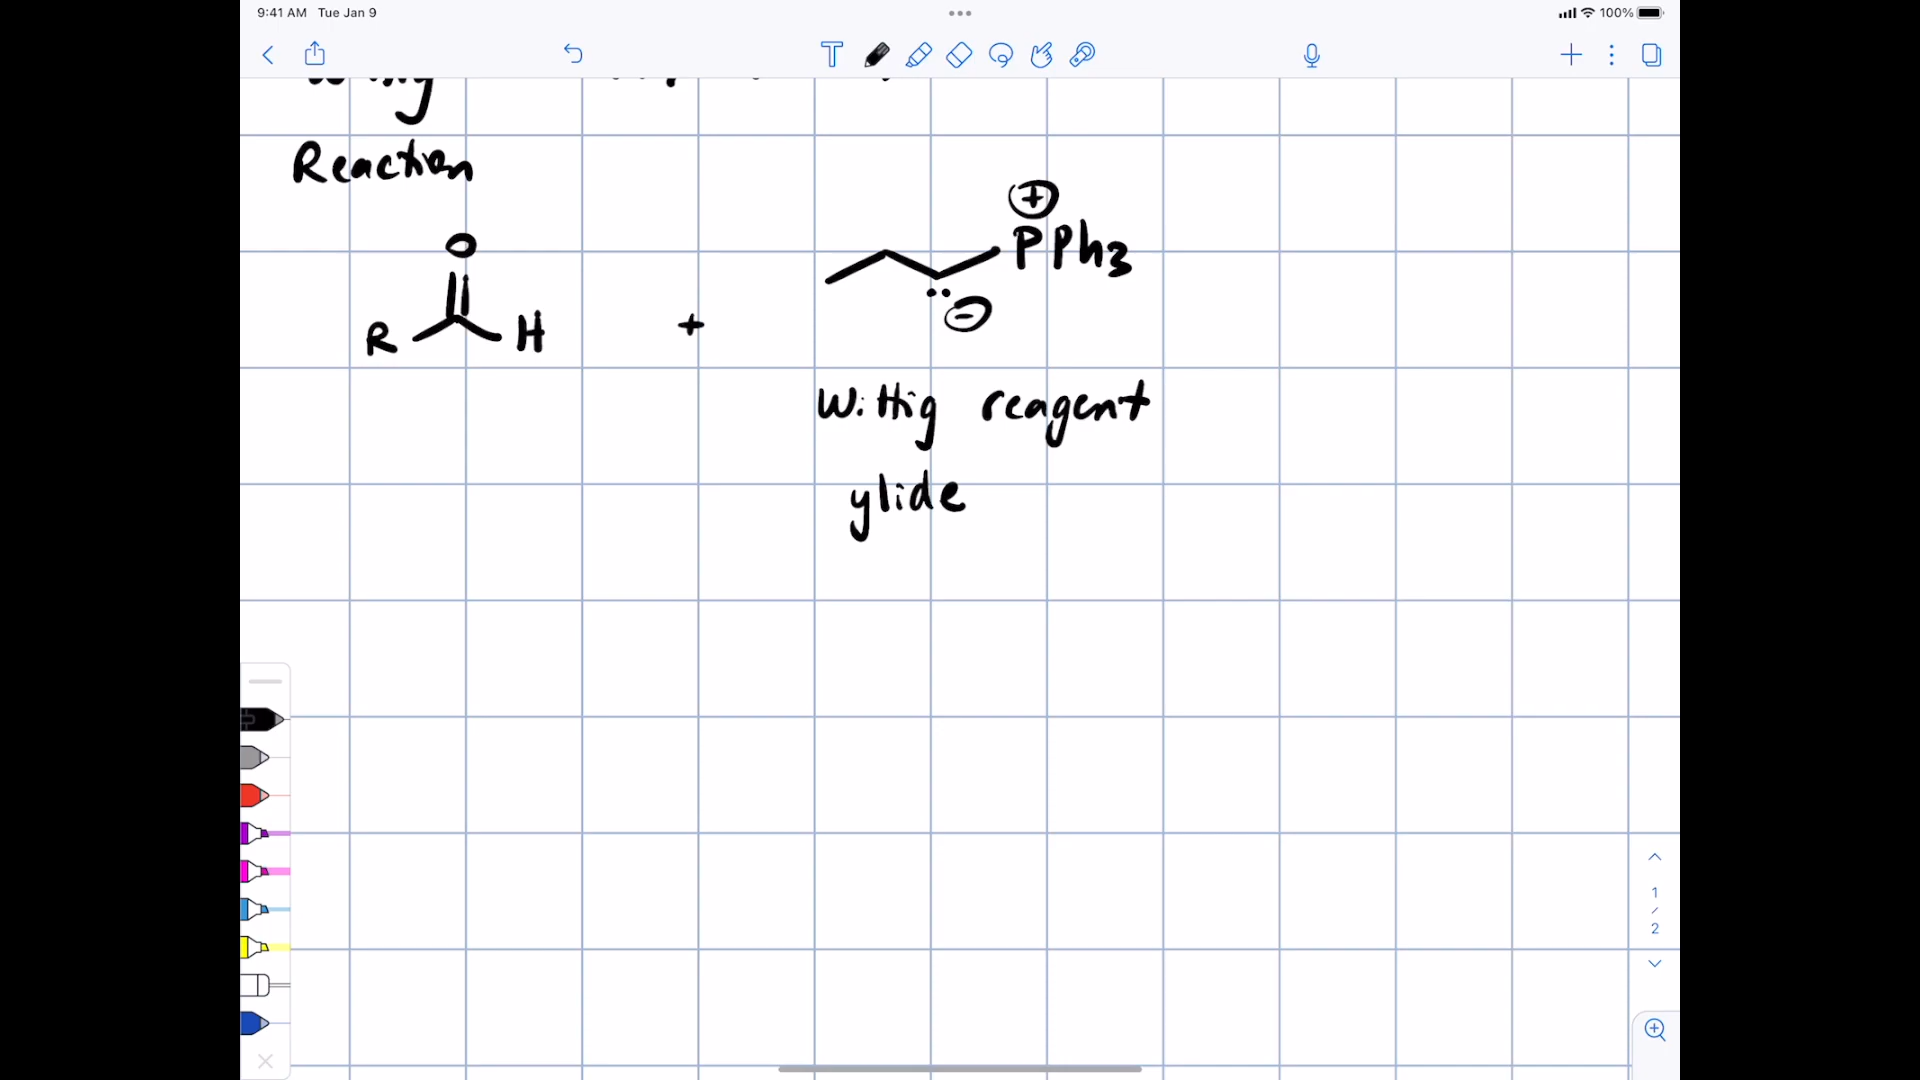 9:41 AM Tue Jan 9
100%
Reaction
⊕
O
PPh3
R H
+
⊖
Wittig reagent
ylide
1
/
2